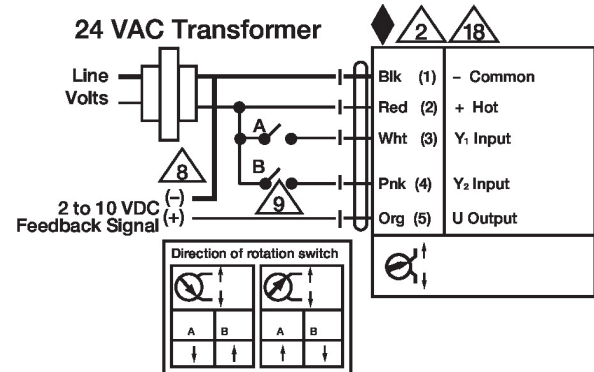 24 VAC Transformer
2 18
Line
Volts
Blk (1) – Common
Red (2) + Hot
A
Wht (3) Y₁ Input
B
Pnk (4) Y₂ Input
8
9
2 to 10 VDC (–)
Feedback Signal (+)
Org (5) U Output
Direction of rotation switch
A B A B